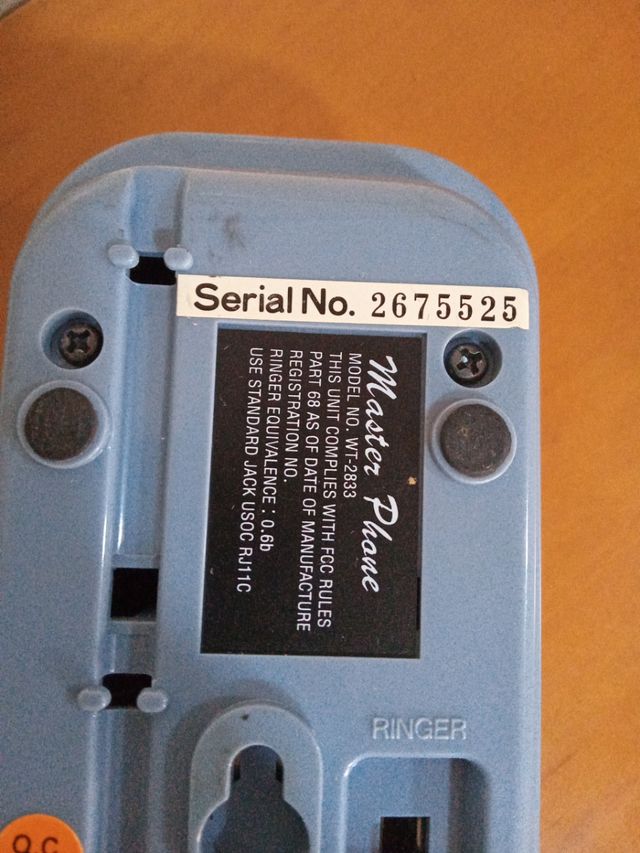 Serial No. 2675525
Master Phone
MODEL NO. WT-2833
THIS UNIT COMPLIES WITH FCC RULES
PART 68 AS OF DATE OF MANUFACTURE
REGISTRATION NO.
RINGER EQUIVALENCE : 0.6b
USE STANDARD JACK USOC RJ11C
RINGER
Q.C